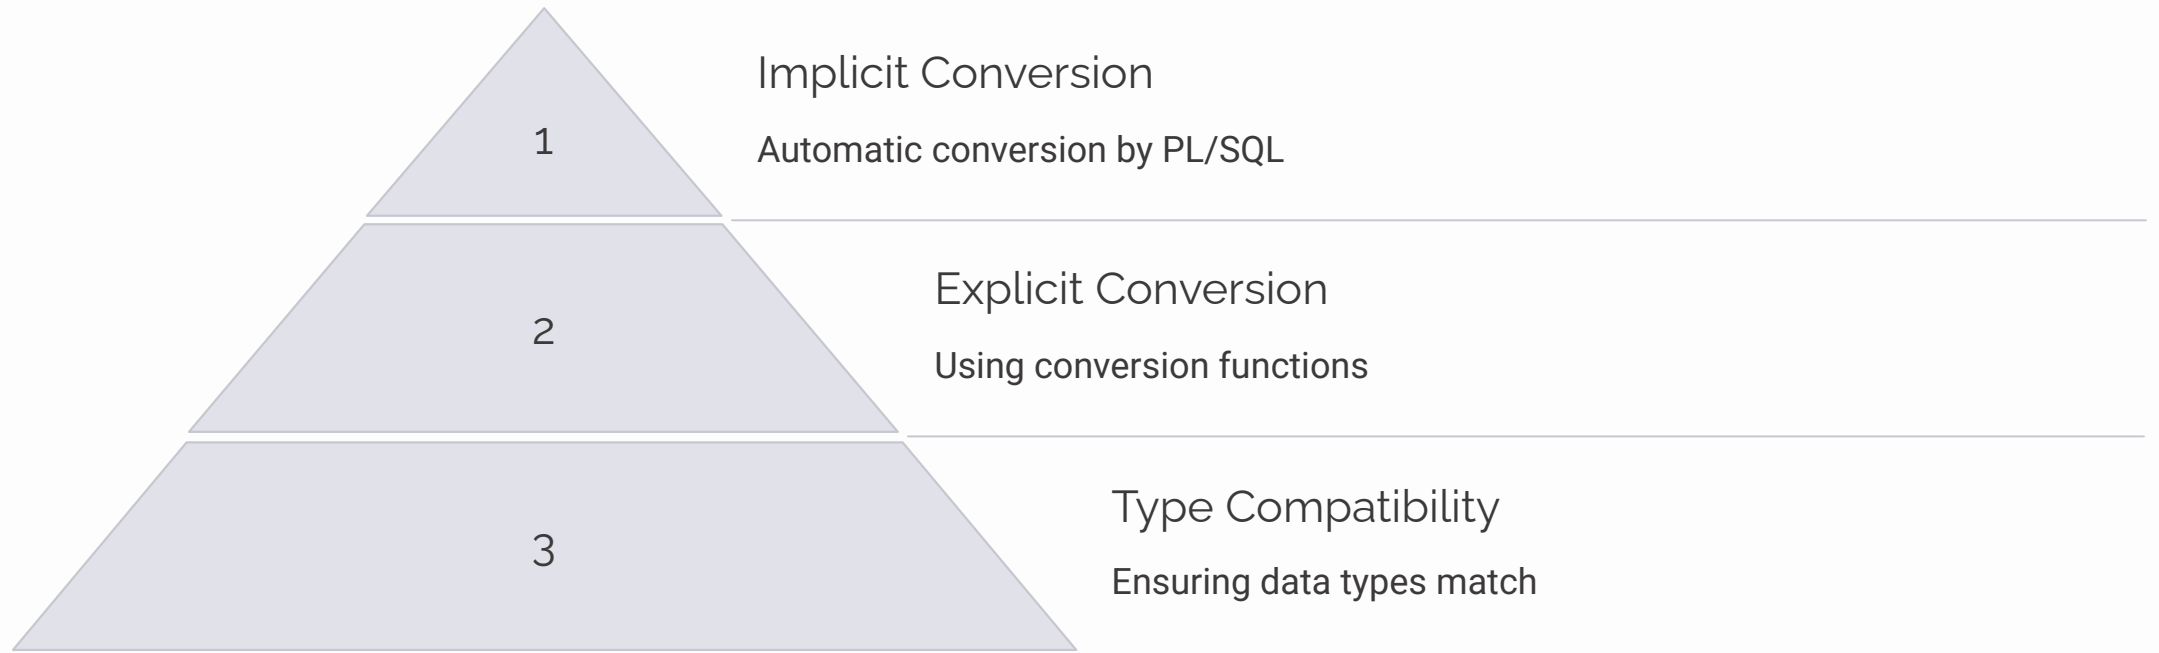 1
Implicit Conversion
Automatic conversion by PL/SQL
2
Explicit Conversion
Using conversion functions
3
Type Compatibility
Ensuring data types match